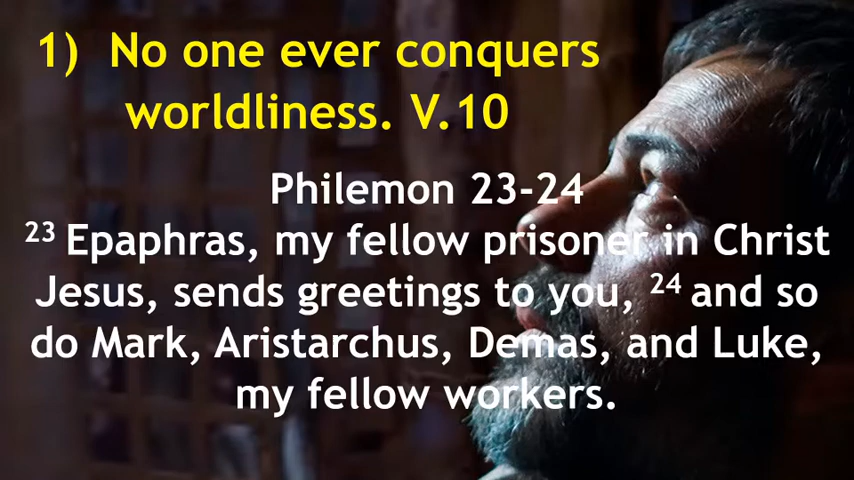 1) No one ever conquers
worldliness. V.10
Philemon 23-24
23 Epaphras, my fellow prisoner in Christ
Jesus, sends greetings to you, 24 and so
do Mark, Aristarchus, Demas, and Luke,
my fellow workers.